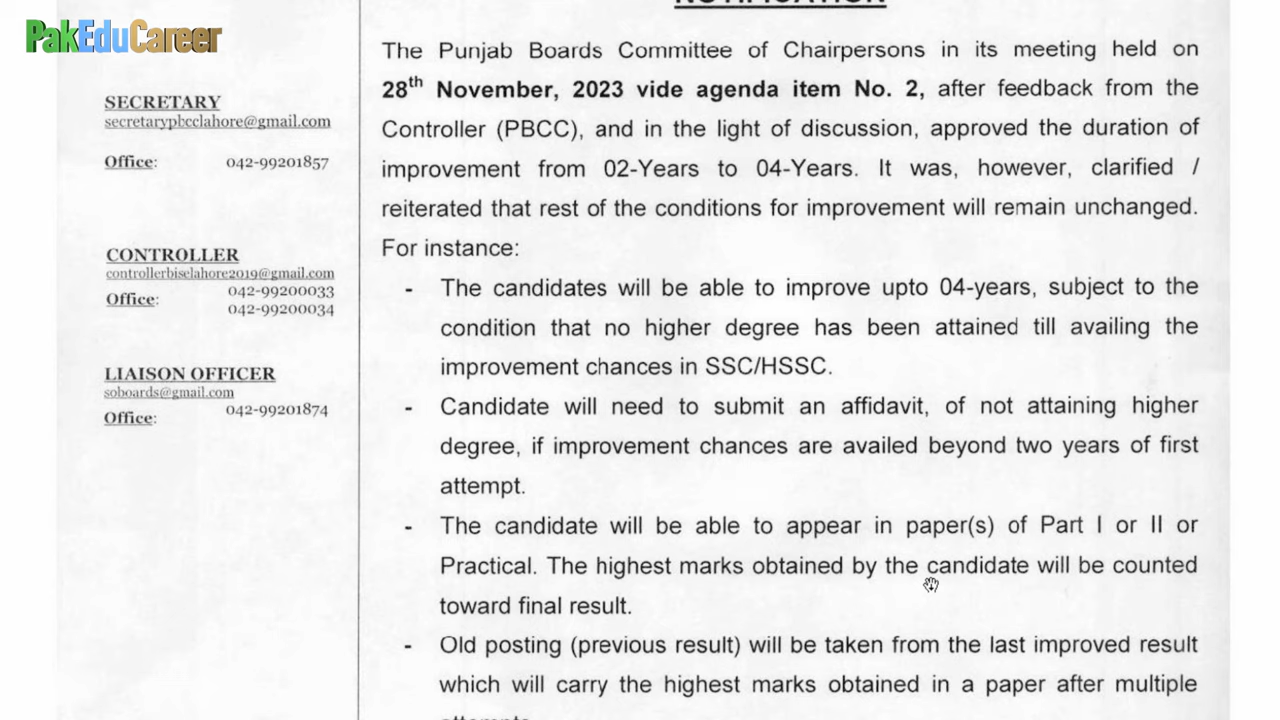 NOTIFICATION
PakEduCareer
The Punjab Boards Committee of Chairpersons in its meeting held on
28th November, 2023 vide agenda item No. 2, after feedback from the
Controller (PBCC), and in the light of discussion, approved the duration of
improvement from 02-Years to 04-Years. It was, however, clarified /
reiterated that rest of the conditions for improvement will remain unchanged.
For instance:
- The candidates will be able to improve upto 04-years, subject to the
condition that no higher degree has been attained till availing the
improvement chances in SSC/HSSC.
- Candidate will need to submit an affidavit, of not attaining higher
degree, if improvement chances are availed beyond two years of first
attempt.
- The candidate will be able to appear in paper(s) of Part I or II or
Practical. The highest marks obtained by the candidate will be counted
toward final result.
- Old posting (previous result) will be taken from the last improved result
which will carry the highest marks obtained in a paper after multiple
attempts.
SECRETARY
secretarypbcclahore@gmail.com
Office: 042-99201857
CONTROLLER
controllerbiselahore2019@gmail.com
042-99200033
Office:
042-99200034
LIAISON OFFICER
soboards@gmail.com
042-99201874
Office: